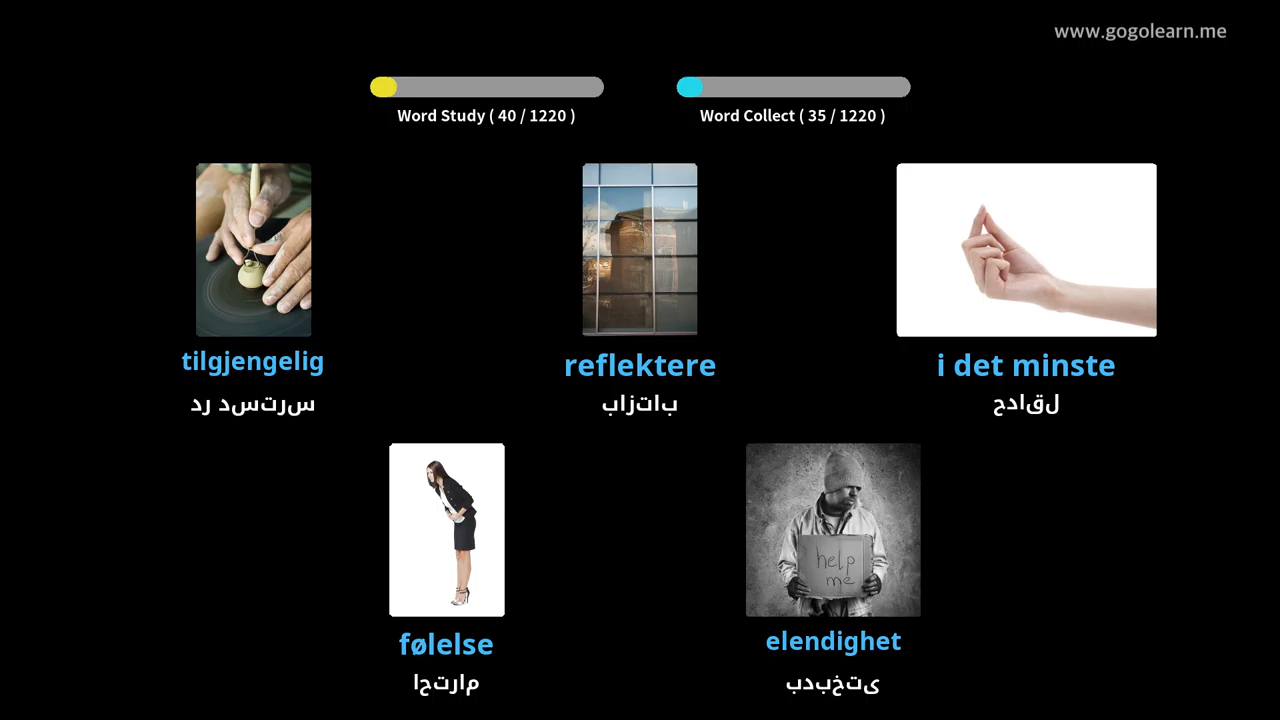 www.gogolearn.me
Word Study ( 40 / 1220 )
Word Collect ( 35 / 1220 )
tilgjengelig
در دسترس
reflektere
بازتاب
i det minste
حداقل
help
me
følelse
احترام
elendighet
بدبختی